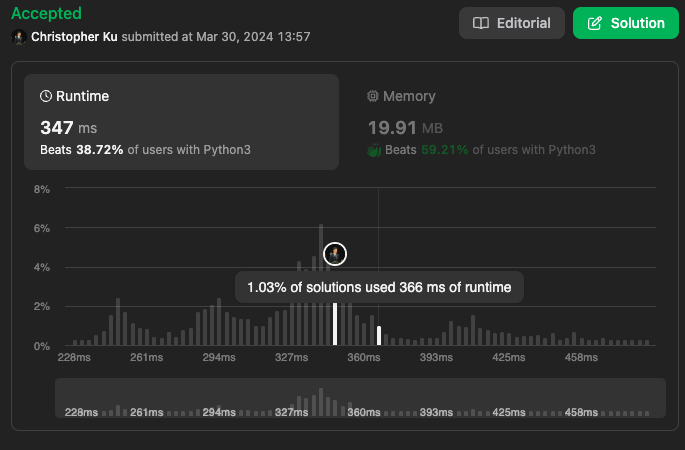 Accepted
Editorial
Solution
Christopher Ku submitted at Mar 30, 2024 13:57
Runtime
Memory
347 ms
19.91 MB
Beats 38.72% of users with Python3
Beats 59.21% of users with Python3
8%
6%
4%
1.03% of solutions used 366 ms of runtime
2%
0%
228ms 261ms 294ms 327ms 360ms 393ms 425ms 458ms
228ms 261ms 294ms 327ms 360ms 393ms 425ms 458ms